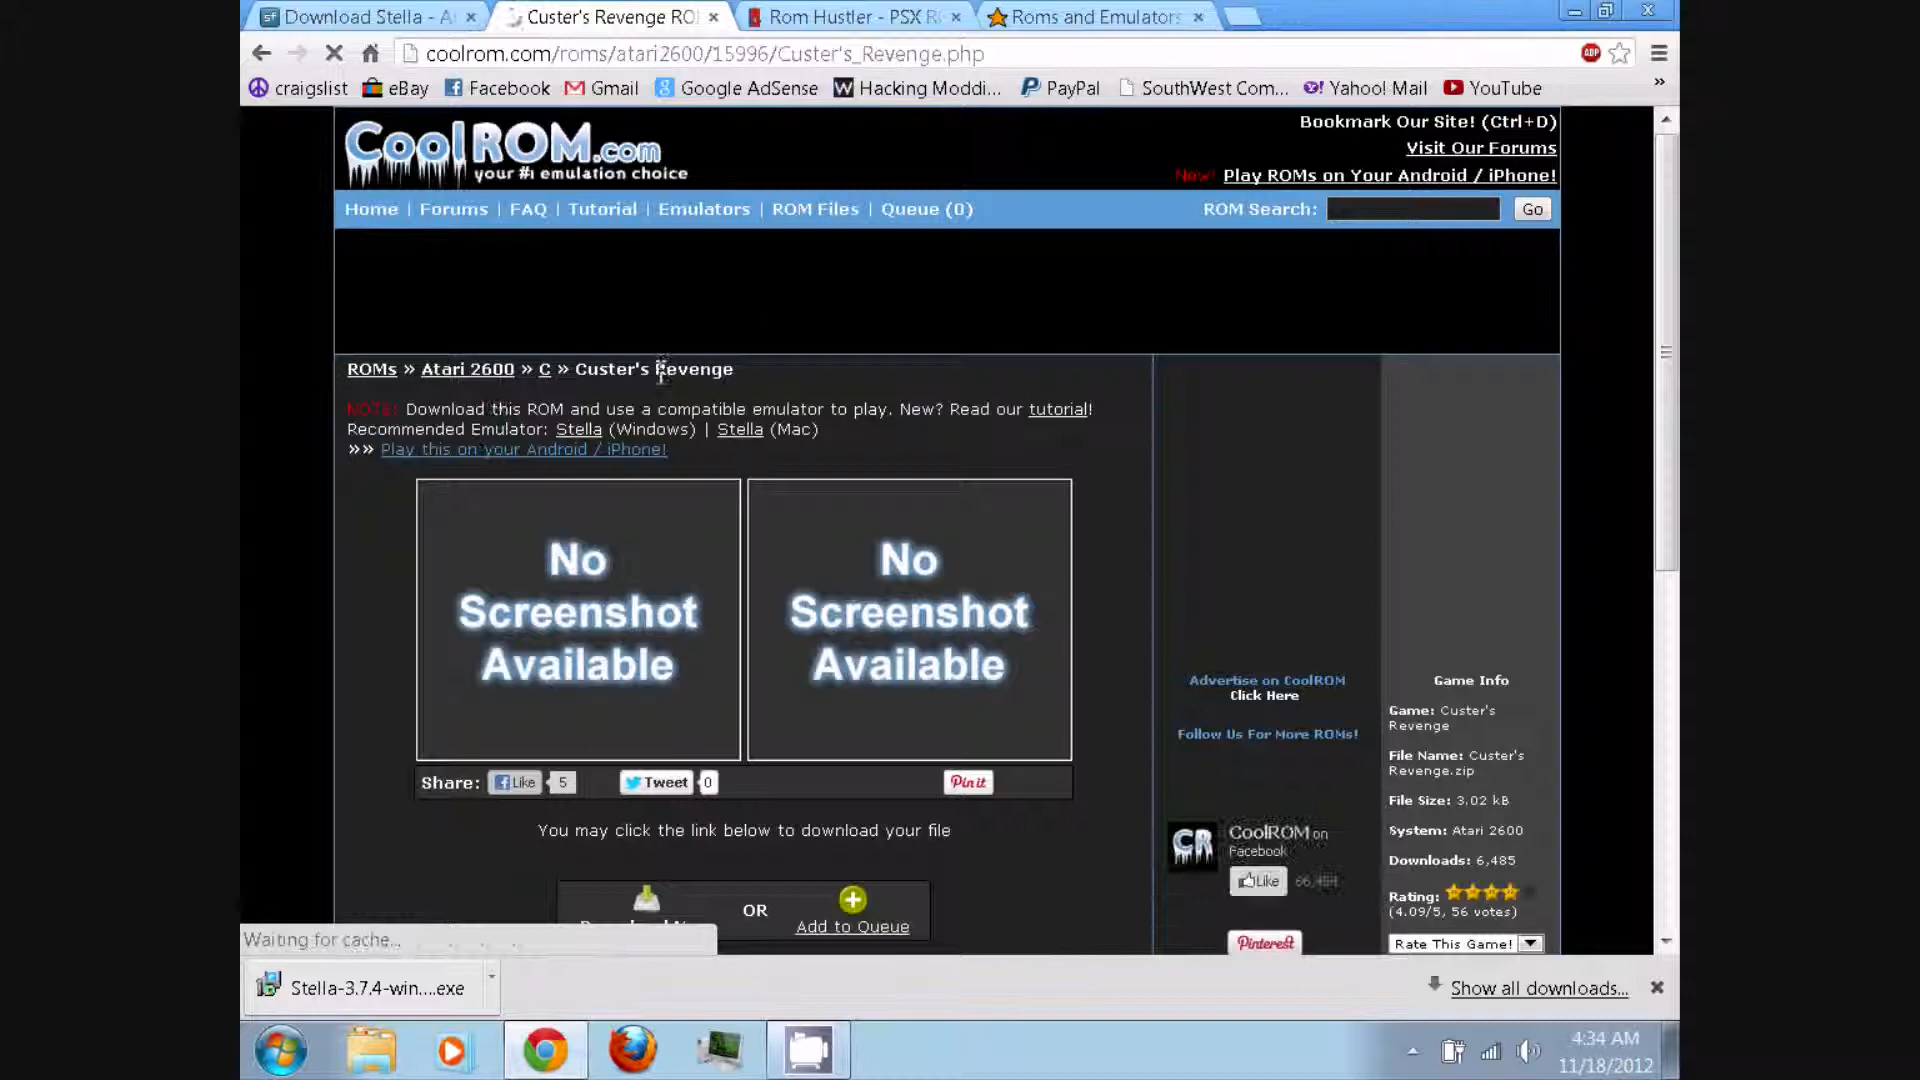 Download Stella - A
Custer's Revenge RO
Rom Hustler - PSX R
Roms and Emulators
coolrom.com/roms/atari2600/15996/Custer's_Revenge.php
ABP
craigslist
eBay
Facebook
Gmail
Google AdSense
Hacking Moddi...
PayPal
SouthWest Com...
Yahoo! Mail
YouTube
»
CoolROM.com
your #1 emulation choice
Bookmark Our Site! (Ctrl+D)
Visit Our Forums
New! Play ROMs on Your Android / iPhone!
Home | Forums | FAQ | Tutorial | Emulators | ROM Files | Queue (0)
ROM Search:
Go
ROMs » Atari 2600 » C » Custer's Revenge
NOTE: Download this ROM and use a compatible emulator to play. New? Read our tutorial!
Recommended Emulator: Stella (Windows) | Stella (Mac)
»» Play this on your Android / iPhone!
No
Screenshot
Available
No
Screenshot
Available
Share:
Like
5
Tweet
0
Pin it
You may click the link below to download your file
OR
Add to Queue
Advertise on CoolROM
Click Here
Follow Us For More ROMs!
CR
CoolROM on
Facebook
Like
Pinterest
Game Info
Game: Custer's
Revenge
File Name: Custer's
Revenge.zip
File Size: 3.02 kB
System: Atari 2600
Downloads: 6,485
Rating:
(4.09/5, 56 votes)
Rate This Game!
Waiting for cache...
Stella-3.7.4-win....exe
Show all downloads...
4:34 AM
11/18/2012